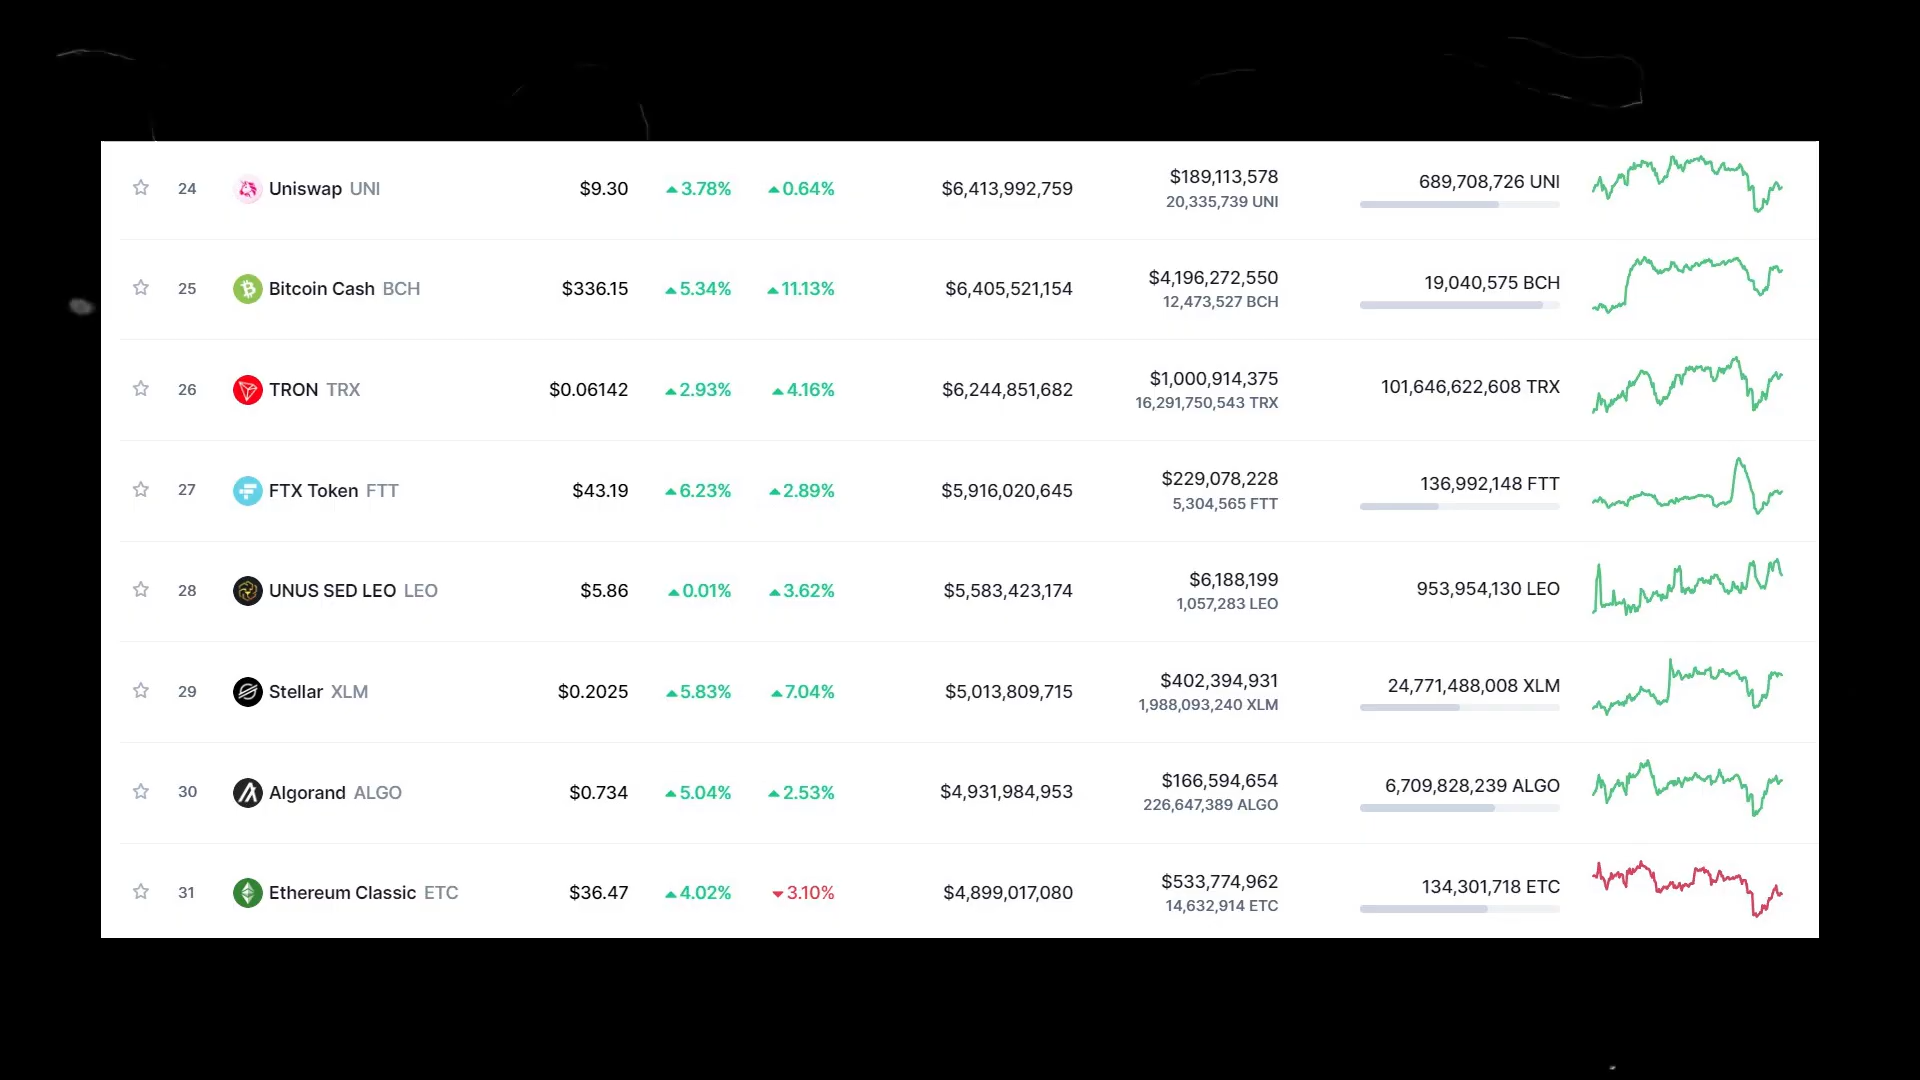 24 Uniswap UNI $9.30 3.78% 0.64% $6,413,992,759 $189,113,578 689,708,726 UNI
20,335,739 UNI
25 Bitcoin Cash BCH $336.15 5.34% 11.13% $6,405,521,154 $4,196,272,550 19,040,575 BCH
12,473,527 BCH
26 TRON TRX $0.06142 2.93% 4.16% $6,244,851,682 $1,000,914,375 101,646,622,608 TRX
16,291,750,543 TRX
27 FTX Token FTT $43.19 6.23% 2.89% $5,916,020,645 $229,078,228 136,992,148 FTT
5,304,565 FTT
28 UNUS SED LEO LEO $5.86 0.01% 3.62% $5,583,423,174 $6,188,199 953,954,130 LEO
1,057,283 LEO
29 Stellar XLM $0.2025 5.83% 7.04% $5,013,809,715 $402,394,931 24,771,488,008 XLM
1,988,093,240 XLM
30 Algorand ALGO $0.734 5.04% 2.53% $4,931,984,953 $166,594,654 6,709,828,239 ALGO
226,647,389 ALGO
31 Ethereum Classic ETC $36.47 4.02% 3.10% $4,899,017,080 $533,774,962 134,301,718 ETC
14,632,914 ETC